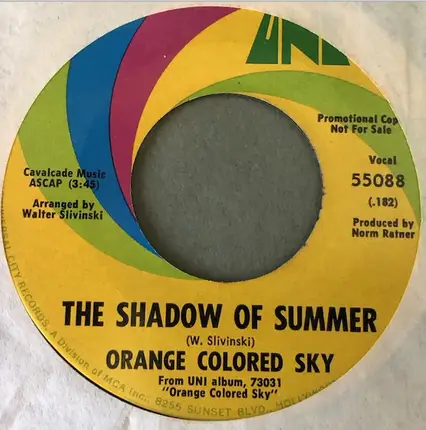 UNI
Promotional Cop
Not For Sale
Vocal
55088
(.182)
Produced by
Norm Ratner
Cavalcade Music
ASCAP (3:45)
Arranged by
Walter Slivinski
THE SHADOW OF SUMMER
(W. Slivinski)
ORANGE COLORED SKY
From UNI album, 73031
"Orange Colored Sky"
CITY RECORDS, A Division of MCA Inc., 8255 SUNSET BLVD.,